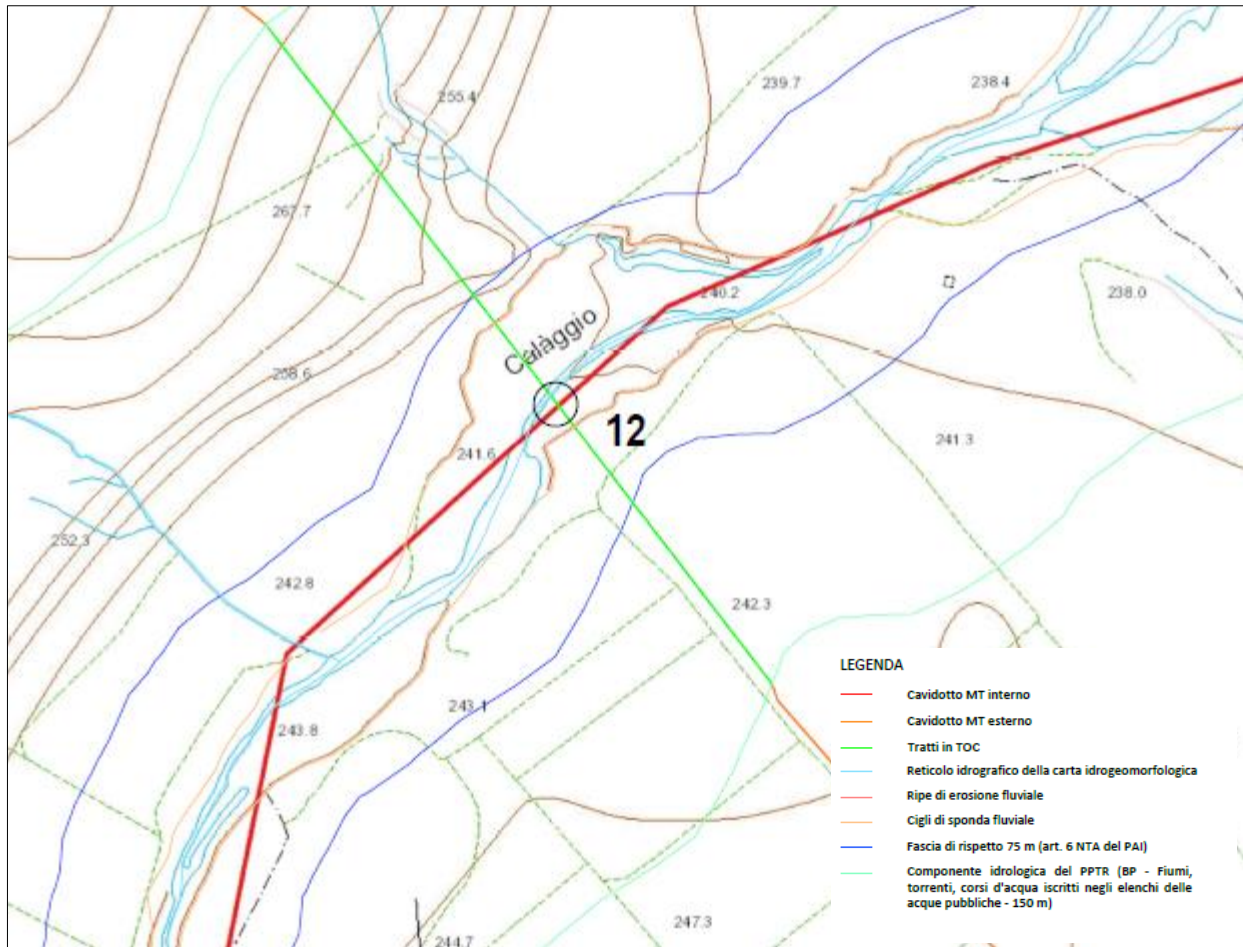 239.7
238.4
255.4
267.7
240.2
238.0
Calàggio
258.6
12
241.3
241.6
252.3
242.8
242.3
243.1
243.8
247.3
244.7
LEGENDA
Cavidotto MT interno
Cavidotto MT esterno
Tratti in TOC
Reticolo idrografico della carta idrogeomorfologica
Ripe di erosione fluviale
Cigli di sponda fluviale
Fascia di rispetto 75 m (art. 6 NTA del PAI)
Componente idrologica del PPTR (BP - Fiumi,
torrenti, corsi d'acqua iscritti negli elenchi delle
acque pubbliche - 150 m)